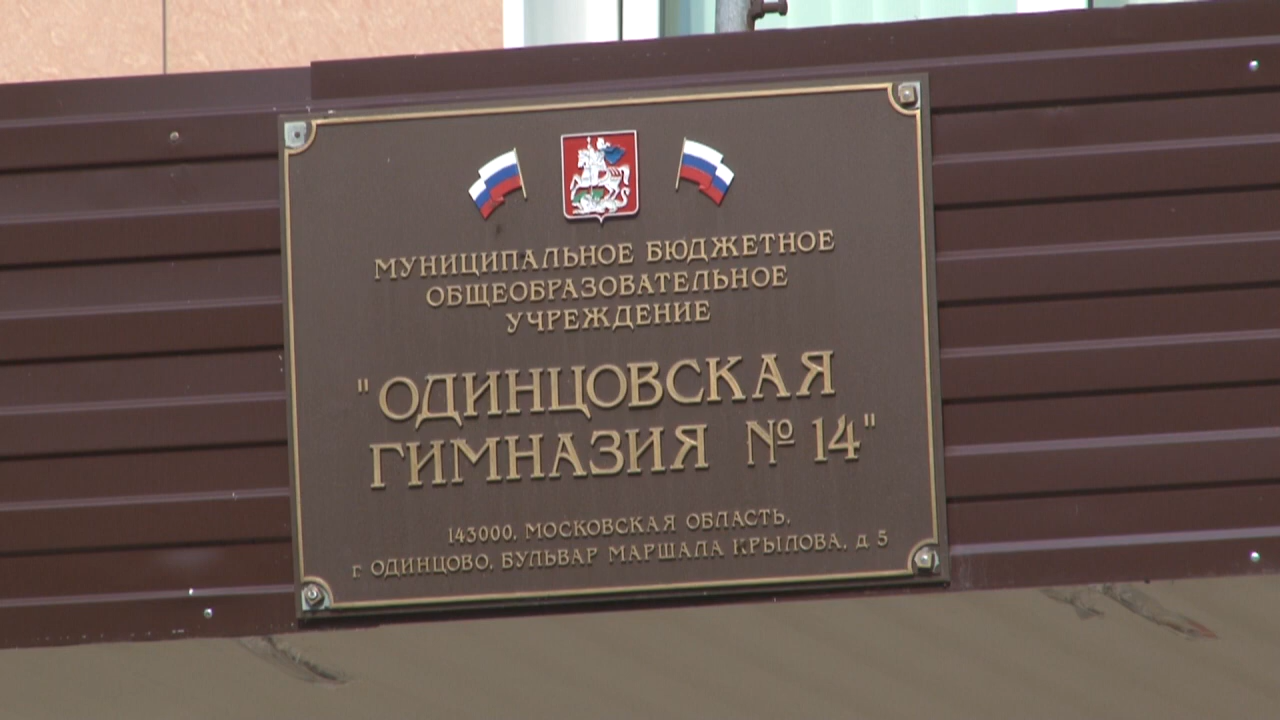 МУНИЦИПАЛЬНОЕ БЮДЖЕТНОЕ
ОБЩЕОБРАЗОВАТЕЛЬНОЕ
УЧРЕЖДЕНИЕ
"ОДИНЦОВСКАЯ
ГИМНАЗИЯ № 14"
143000, МОСКОВСКАЯ ОБЛАСТЬ,
г. ОДИНЦОВО, БУЛЬВАР МАРШАЛА КРЫЛОВА, д. 5